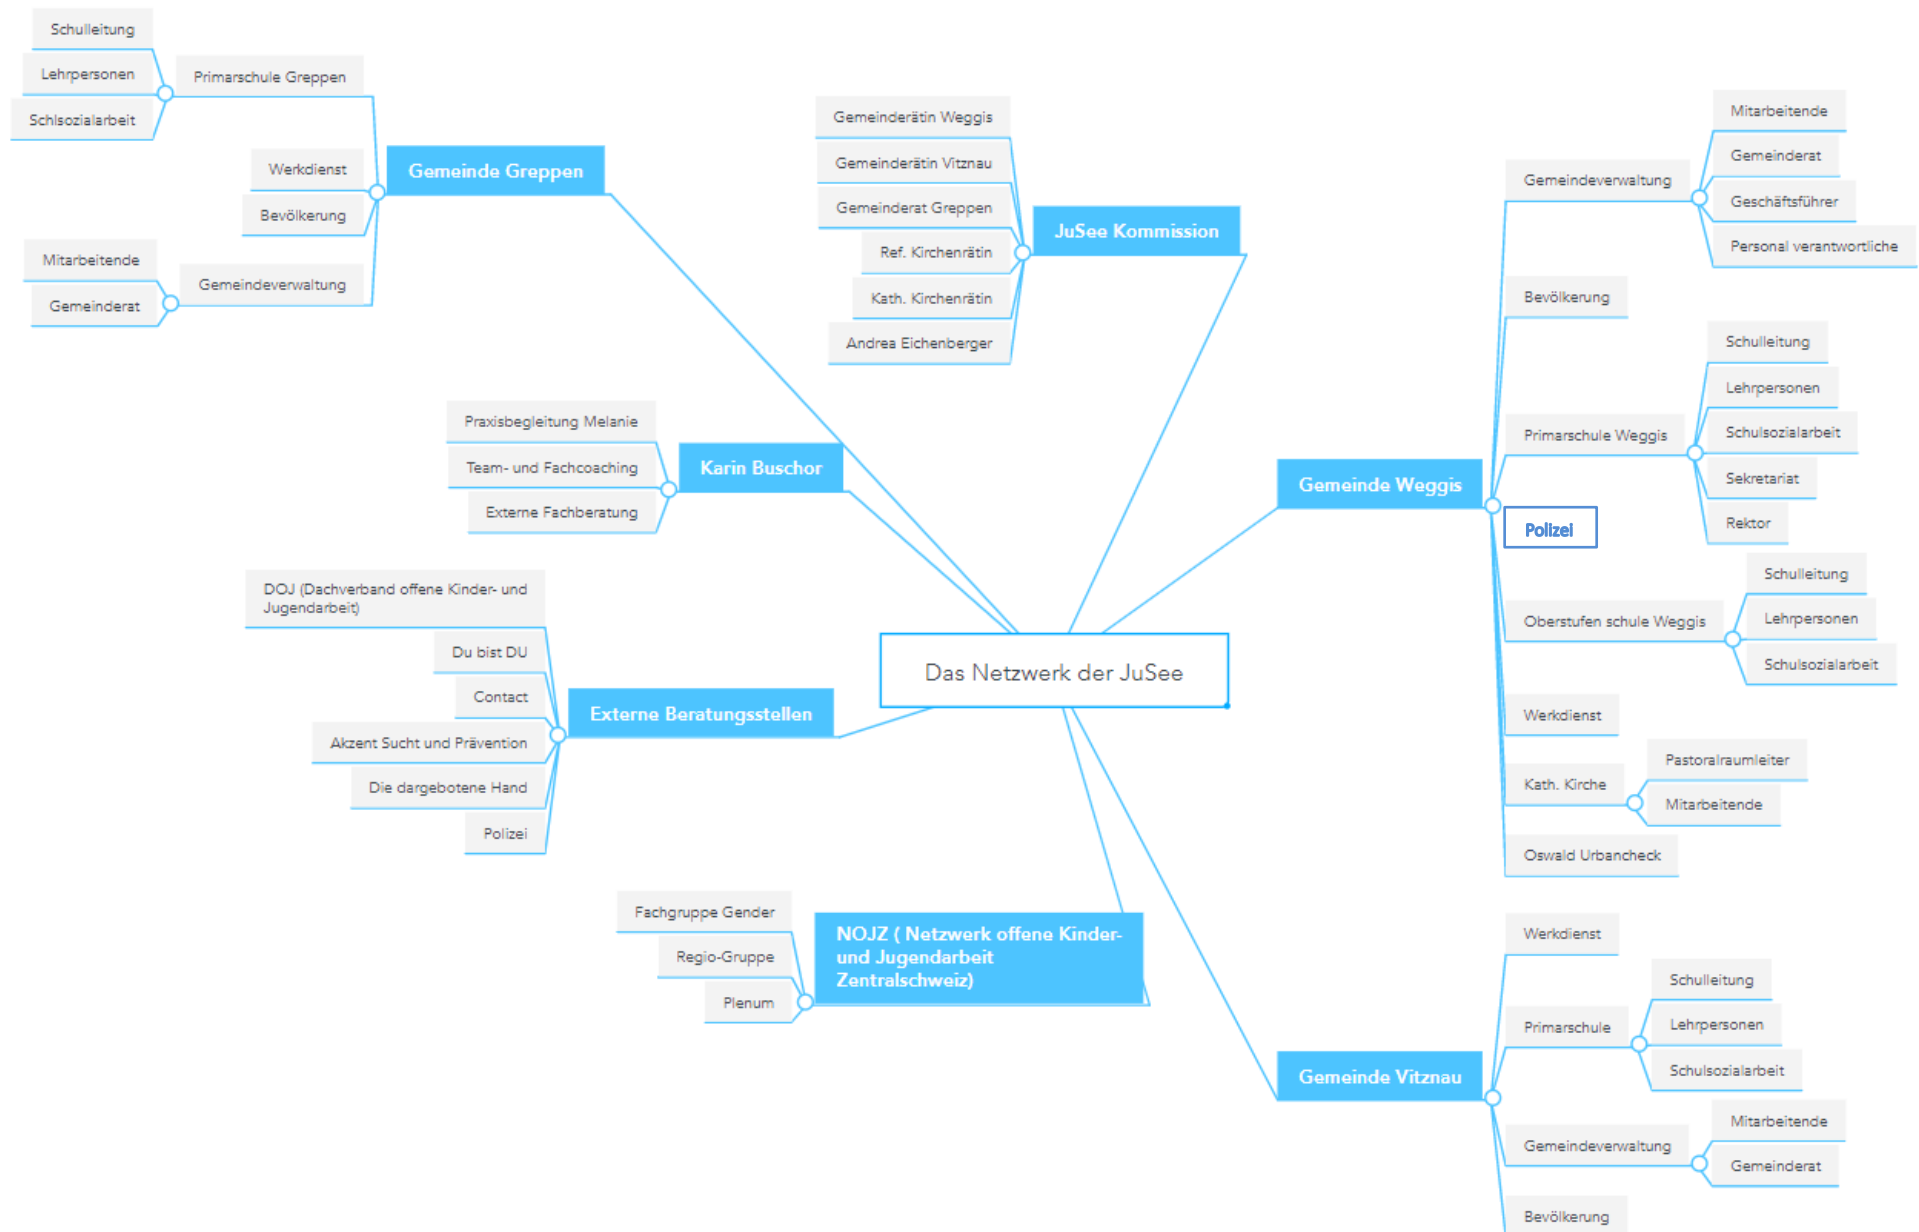 Schulleitung
Lehrpersonen
Schlsozialarbeit
Primarschule Greppen
Werkdienst
Bevölkerung
Mitarbeitende
Gemeinderat
Gemeindeverwaltung
Gemeinde Greppen
Gemeinderätin Weggis
Gemeinderätin Vitznau
Gemeinderat Greppen
Ref. Kirchenrätin
Kath. Kirchenrätin
Andrea Eichenberger
JuSee Kommission
Praxisbegleitung Melanie
Team- und Fachcoaching
Externe Fachberatung
Karin Buschor
DOJ (Dachverband offene Kinder- und
Jugendarbeit)
Du bist DU
Contact
Akzent Sucht und Prävention
Die dargebotene Hand
Polizei
Externe Beratungsstellen
Das Netzwerk der JuSee
Fachgruppe Gender
Regio-Gruppe
Plenum
NOJZ ( Netzwerk offene Kinder-
und Jugendarbeit
Zentralschweiz)
Gemeinde Weggis
Gemeindeverwaltung
Mitarbeitende
Gemeinderat
Geschäftsführer
Personal verantwortliche
Bevölkerung
Primarschule Weggis
Schulleitung
Lehrpersonen
Schulsozialarbeit
Sekretariat
Rektor
Polizei
Oberstufen schule Weggis
Schulleitung
Lehrpersonen
Schulsozialarbeit
Werkdienst
Kath. Kirche
Pastoralraumleiter
Mitarbeitende
Oswald Urbancheck
Gemeinde Vitznau
Werkdienst
Primarschule
Schulleitung
Lehrpersonen
Schulsozialarbeit
Gemeindeverwaltung
Mitarbeitende
Gemeinderat
Bevölkerung